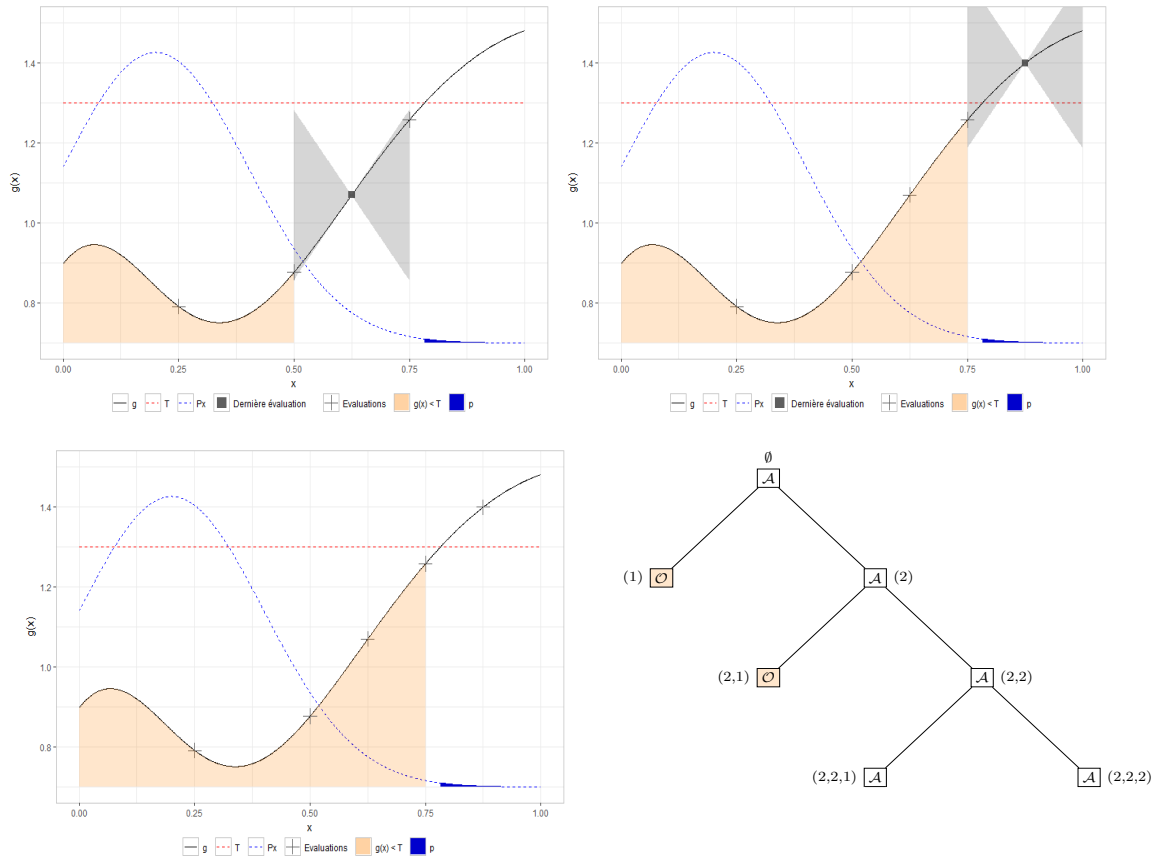 g(x)
1.4
1.2
1.0
0.8
0.00 0.25 0.50 0.75 1.00
x
g T Px Dernière évaluation Evaluations g(x) < T p
g(x)
1.4
1.2
1.0
0.8
0.00 0.25 0.50 0.75 1.00
x
g T Px Dernière évaluation Evaluations g(x) < T p
g(x)
1.4
1.2
1.0
0.8
0.00 0.25 0.50 0.75 1.00
x
g T Px Evaluations g(x) < T p
∅
𝒜
(1) 𝒪 𝒜 (2)
(2,1) 𝒪 𝒜 (2,2)
(2,2,1) 𝒜 𝒜 (2,2,2)